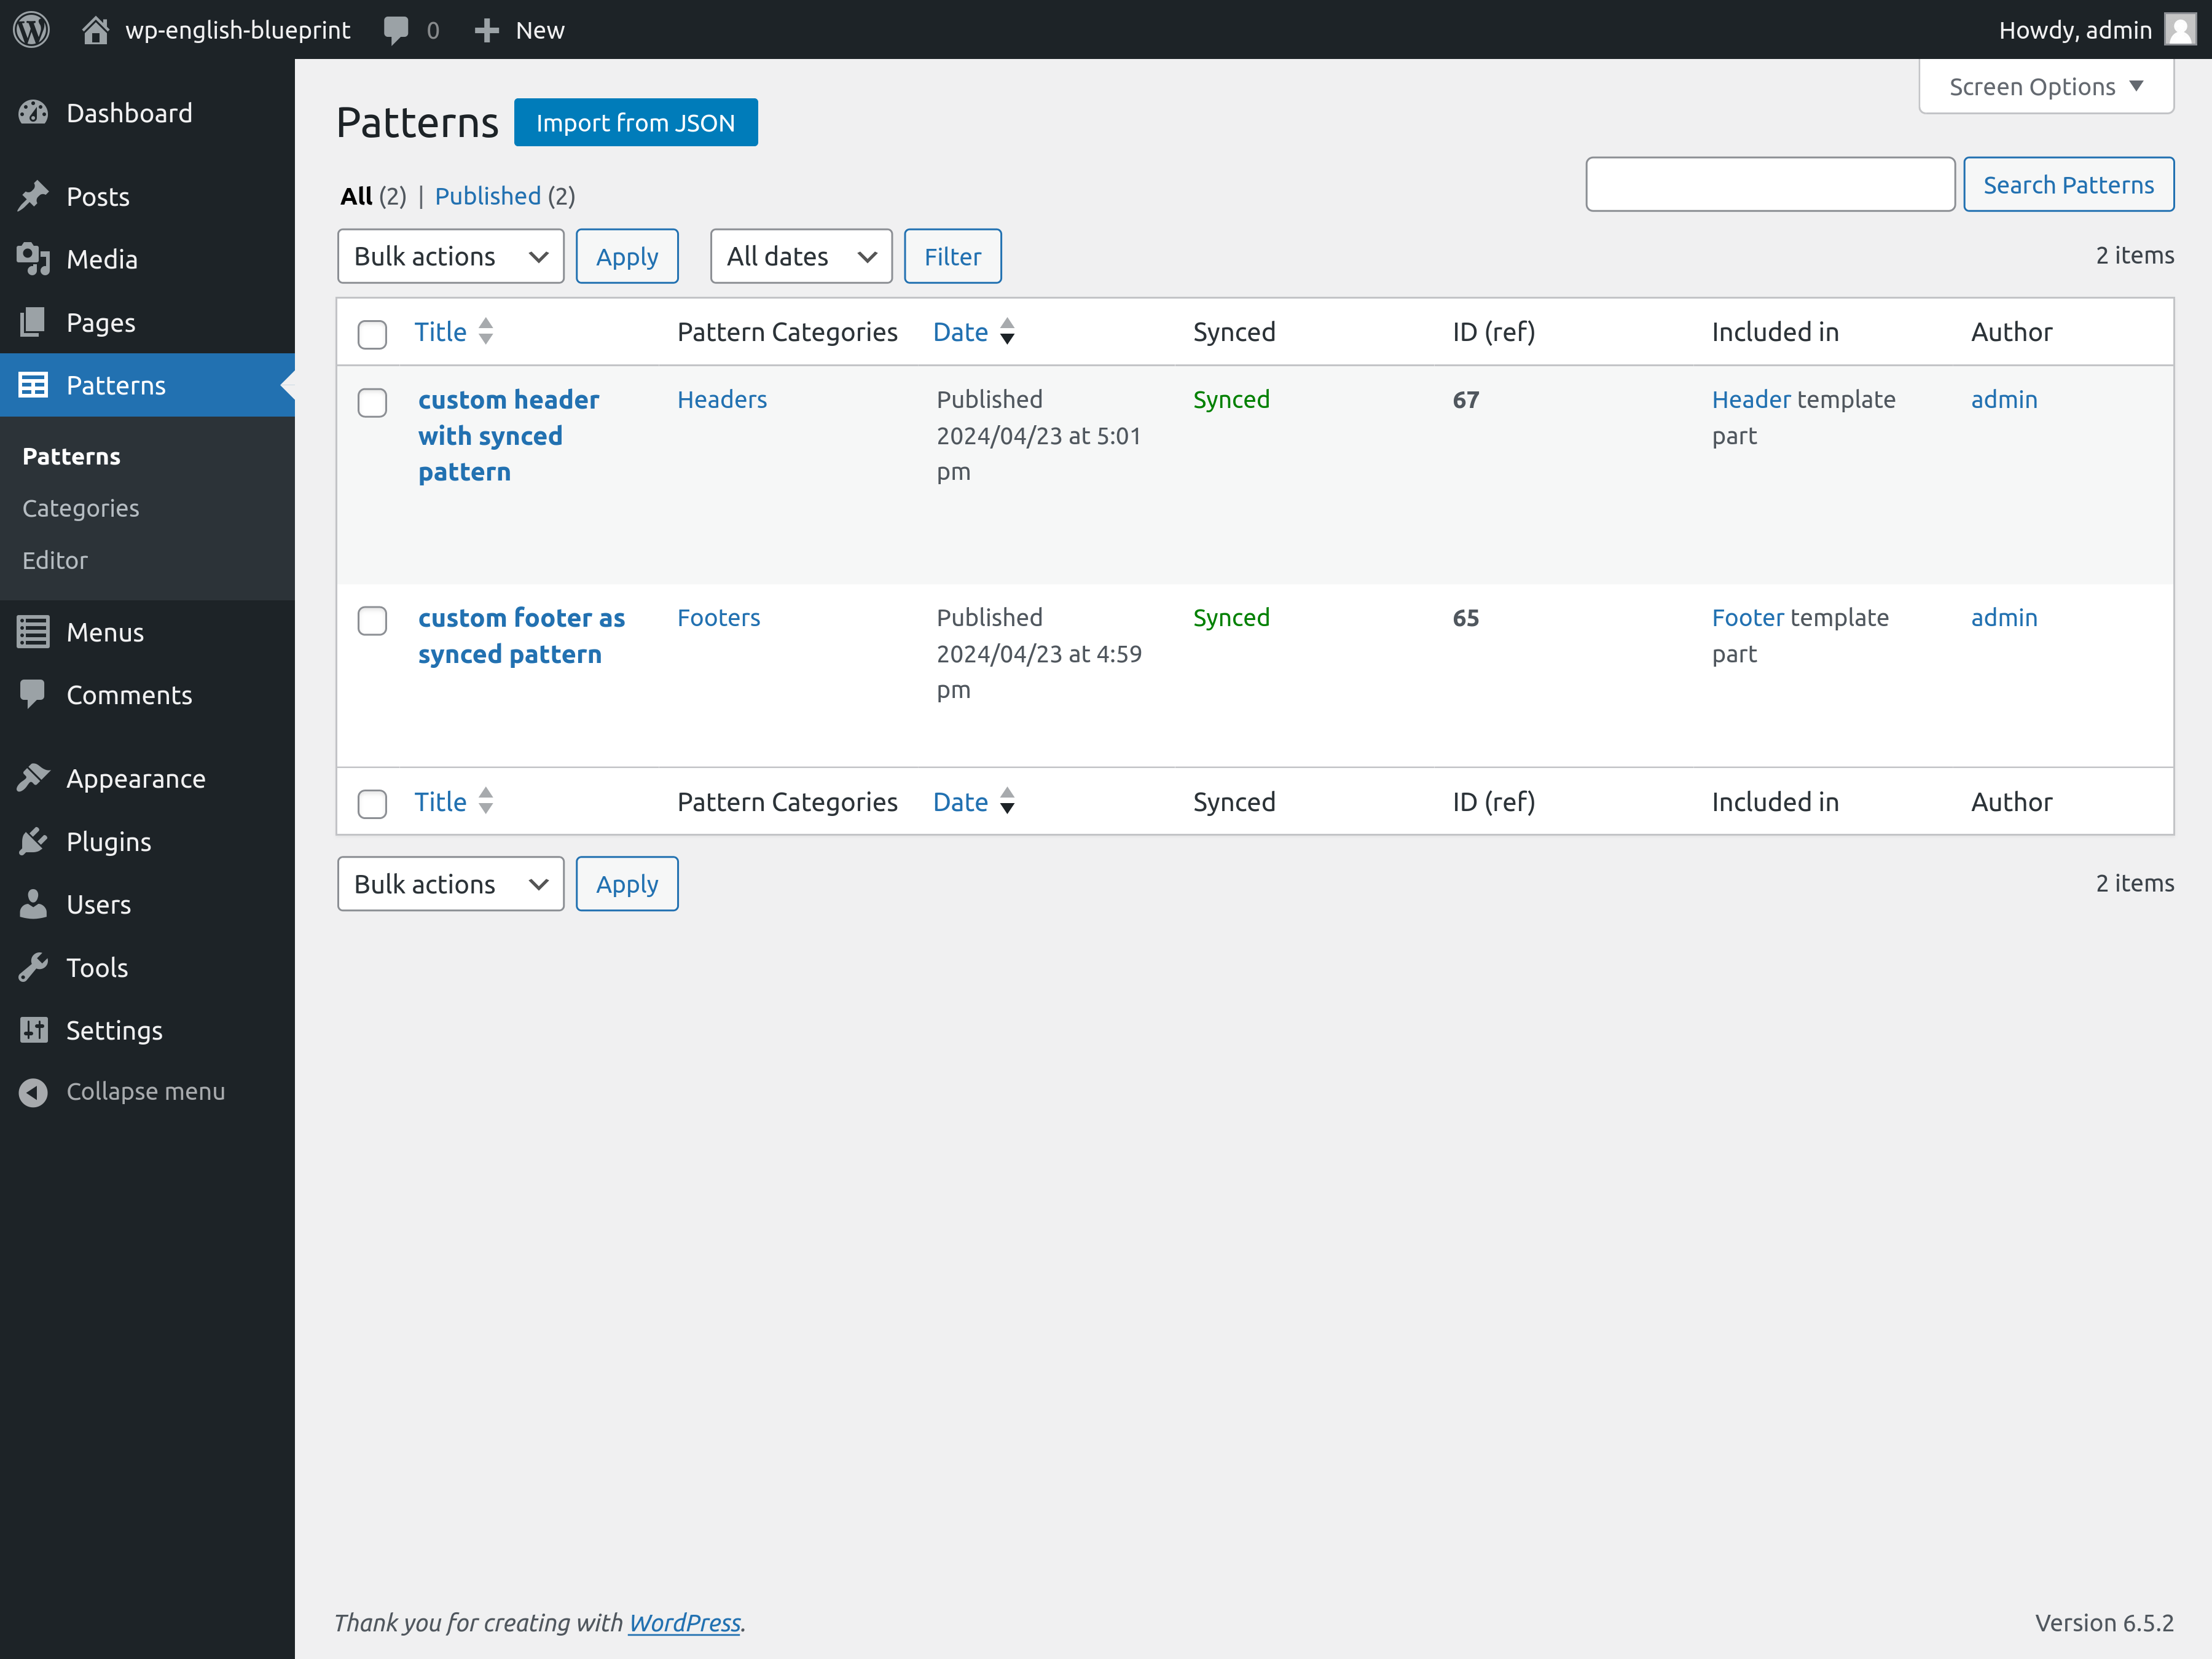 wp-english-blueprint 0 New Howdy, admin
Screen Options
Dashboard
Posts
Media
Pages
Patterns
Patterns
Categories
Editor
Menus
Comments
Appearance
Plugins
Users
Tools
Settings
Collapse menu
Patterns Import from JSON
All (2) | Published (2)
Search Patterns
Bulk actions Apply All dates Filter 2 items
Title Pattern Categories Date Synced ID (ref) Included in Author
custom header Headers Published Synced 67 Header template admin
with synced 2024/04/23 at 5:01 part
pattern pm
custom footer as Footers Published Synced 65 Footer template admin
synced pattern 2024/04/23 at 4:59 part
pm
Title Pattern Categories Date Synced ID (ref) Included in Author
Bulk actions Apply 2 items
Thank you for creating with WordPress. Version 6.5.2